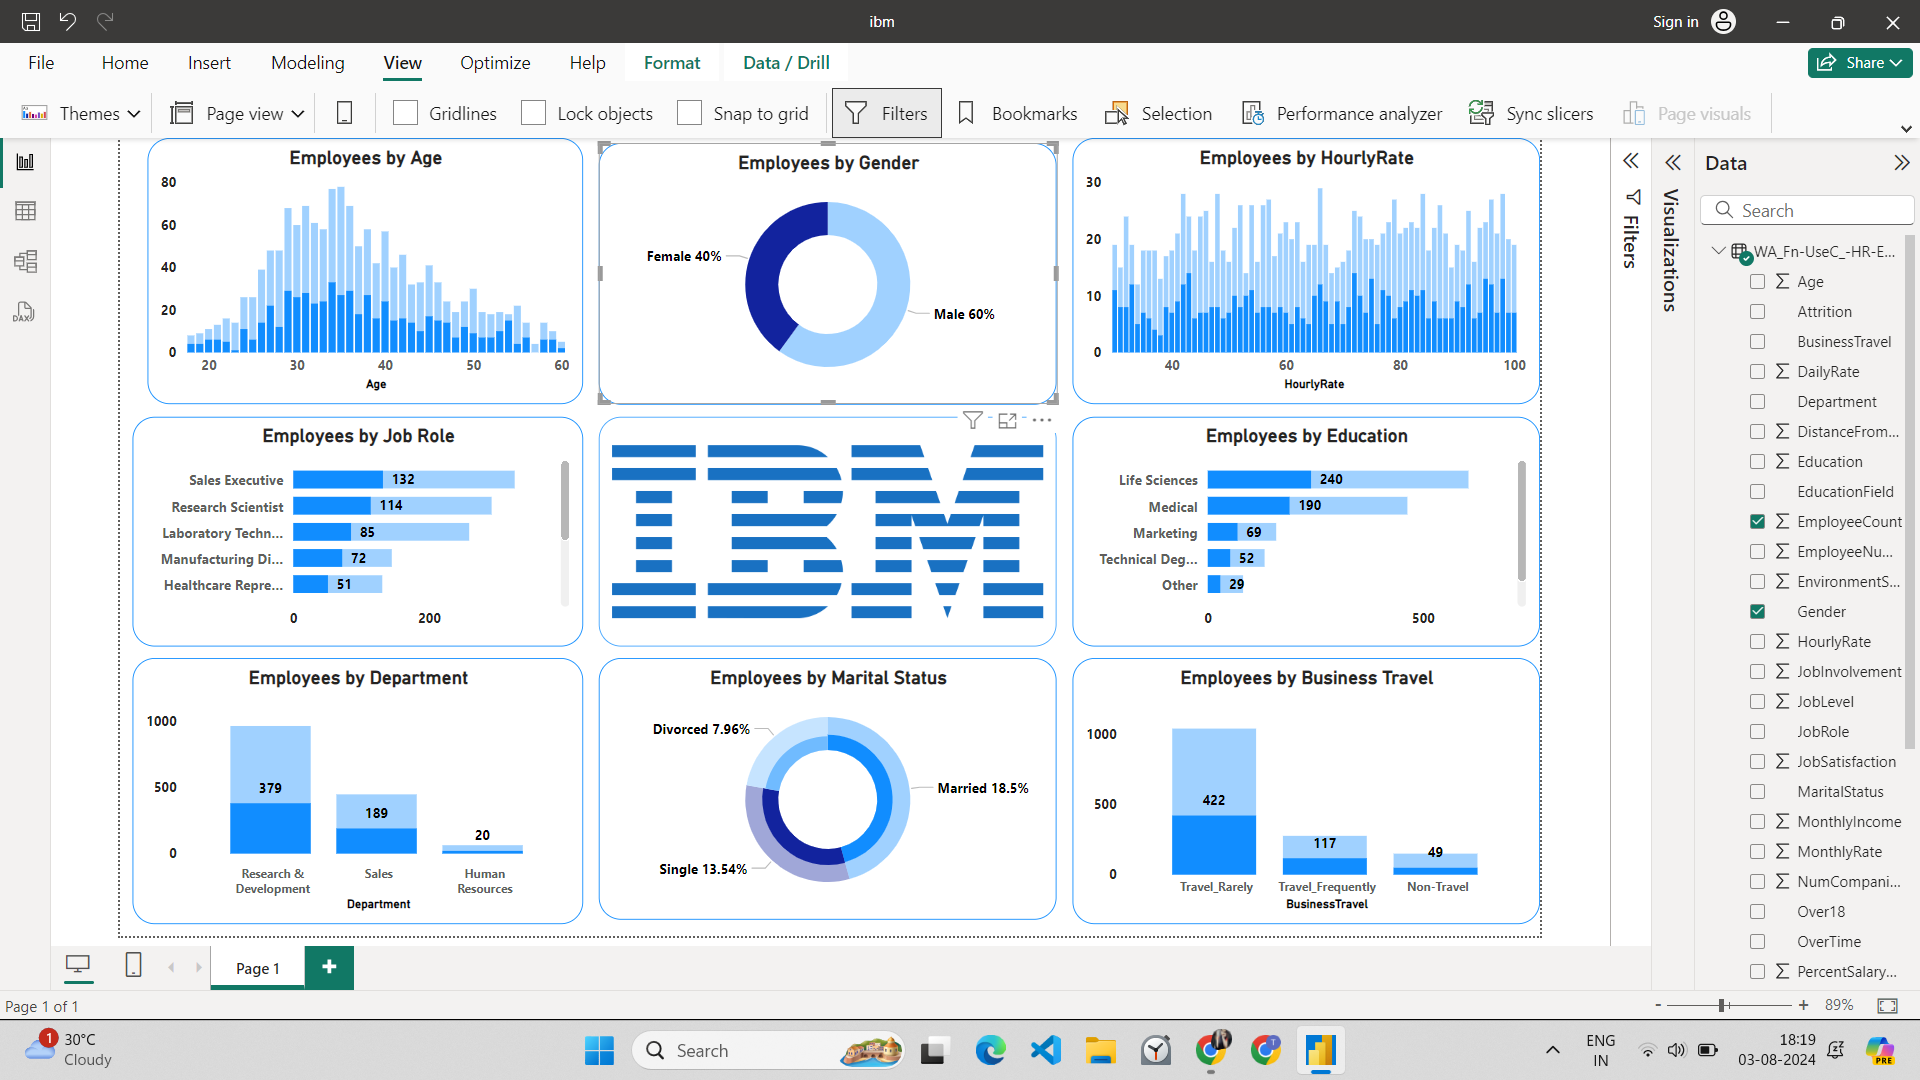 ibm
Sign in
File Home Insert Modeling View Optimize Help Format Data / Drill
Share
Themes Page view Gridlines Lock objects Snap to grid Filters Bookmarks Selection Performance analyzer Sync slicers Page visuals
Employees by Age
80
60
40
20
0
20 30 40 50 60
Age
Employees by Gender
Female 40%
Male 60%
Employees by HourlyRate
30
20
10
0
40 60 80 100
HourlyRate
Employees by Job Role
Sales Executive 132
Research Scientist 114
Laboratory Techn... 85
Manufacturing Di... 72
Healthcare Repre... 51
0 200
IBM
Employees by Education
Life Sciences 240
Medical 190
Marketing 69
Technical Deg... 52
Other 29
0 500
Employees by Department
1000
500
0
379
189
20
Research & Development
Sales
Human Resources
Department
Employees by Marital Status
Divorced 7.96%
Married 18.5%
Single 13.54%
Employees by Business Travel
1000
500
0
422
117
49
Travel_Rarely Travel_Frequently Non-Travel
BusinessTravel
Filters
Visualizations
Data
Search
WA_Fn-UseC_-HR-E...
Age
Attrition
BusinessTravel
DailyRate
Department
DistanceFrom...
Education
EducationField
EmployeeCount
EmployeeNu...
EnvironmentS...
Gender
HourlyRate
JobInvolvement
JobLevel
JobRole
JobSatisfaction
MaritalStatus
MonthlyIncome
MonthlyRate
NumCompani...
Over18
OverTime
PercentSalary...
DAX
Page 1
Page 1 of 1
- + 89%
1
30°C
Cloudy
Search
T
ENG
IN
18:19
03-08-2024
PRE